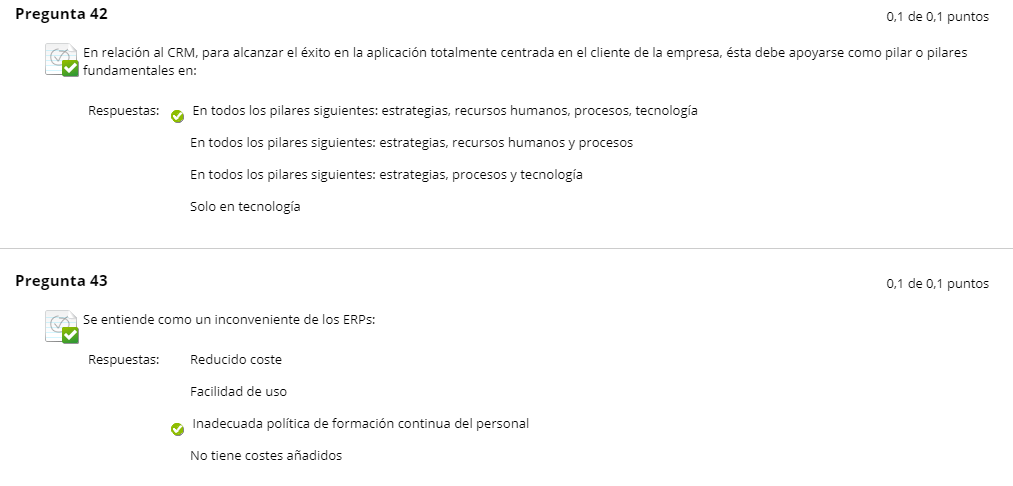 Pregunta 42
0,1 de 0,1 puntos
En relación al CRM, para alcanzar el éxito en la aplicación totalmente centrada en el cliente de la empresa, ésta debe apoyarse como pilar o pilares
fundamentales en:
Respuestas: En todos los pilares siguientes: estrategias, recursos humanos, procesos, tecnología
En todos los pilares siguientes: estrategias, recursos humanos y procesos
En todos los pilares siguientes: estrategias, procesos y tecnología
Solo en tecnología
Pregunta 43
0,1 de 0,1 puntos
Se entiende como un inconveniente de los ERPs:
Respuestas: Reducido coste
Facilidad de uso
Inadecuada política de formación continua del personal
No tiene costes añadidos